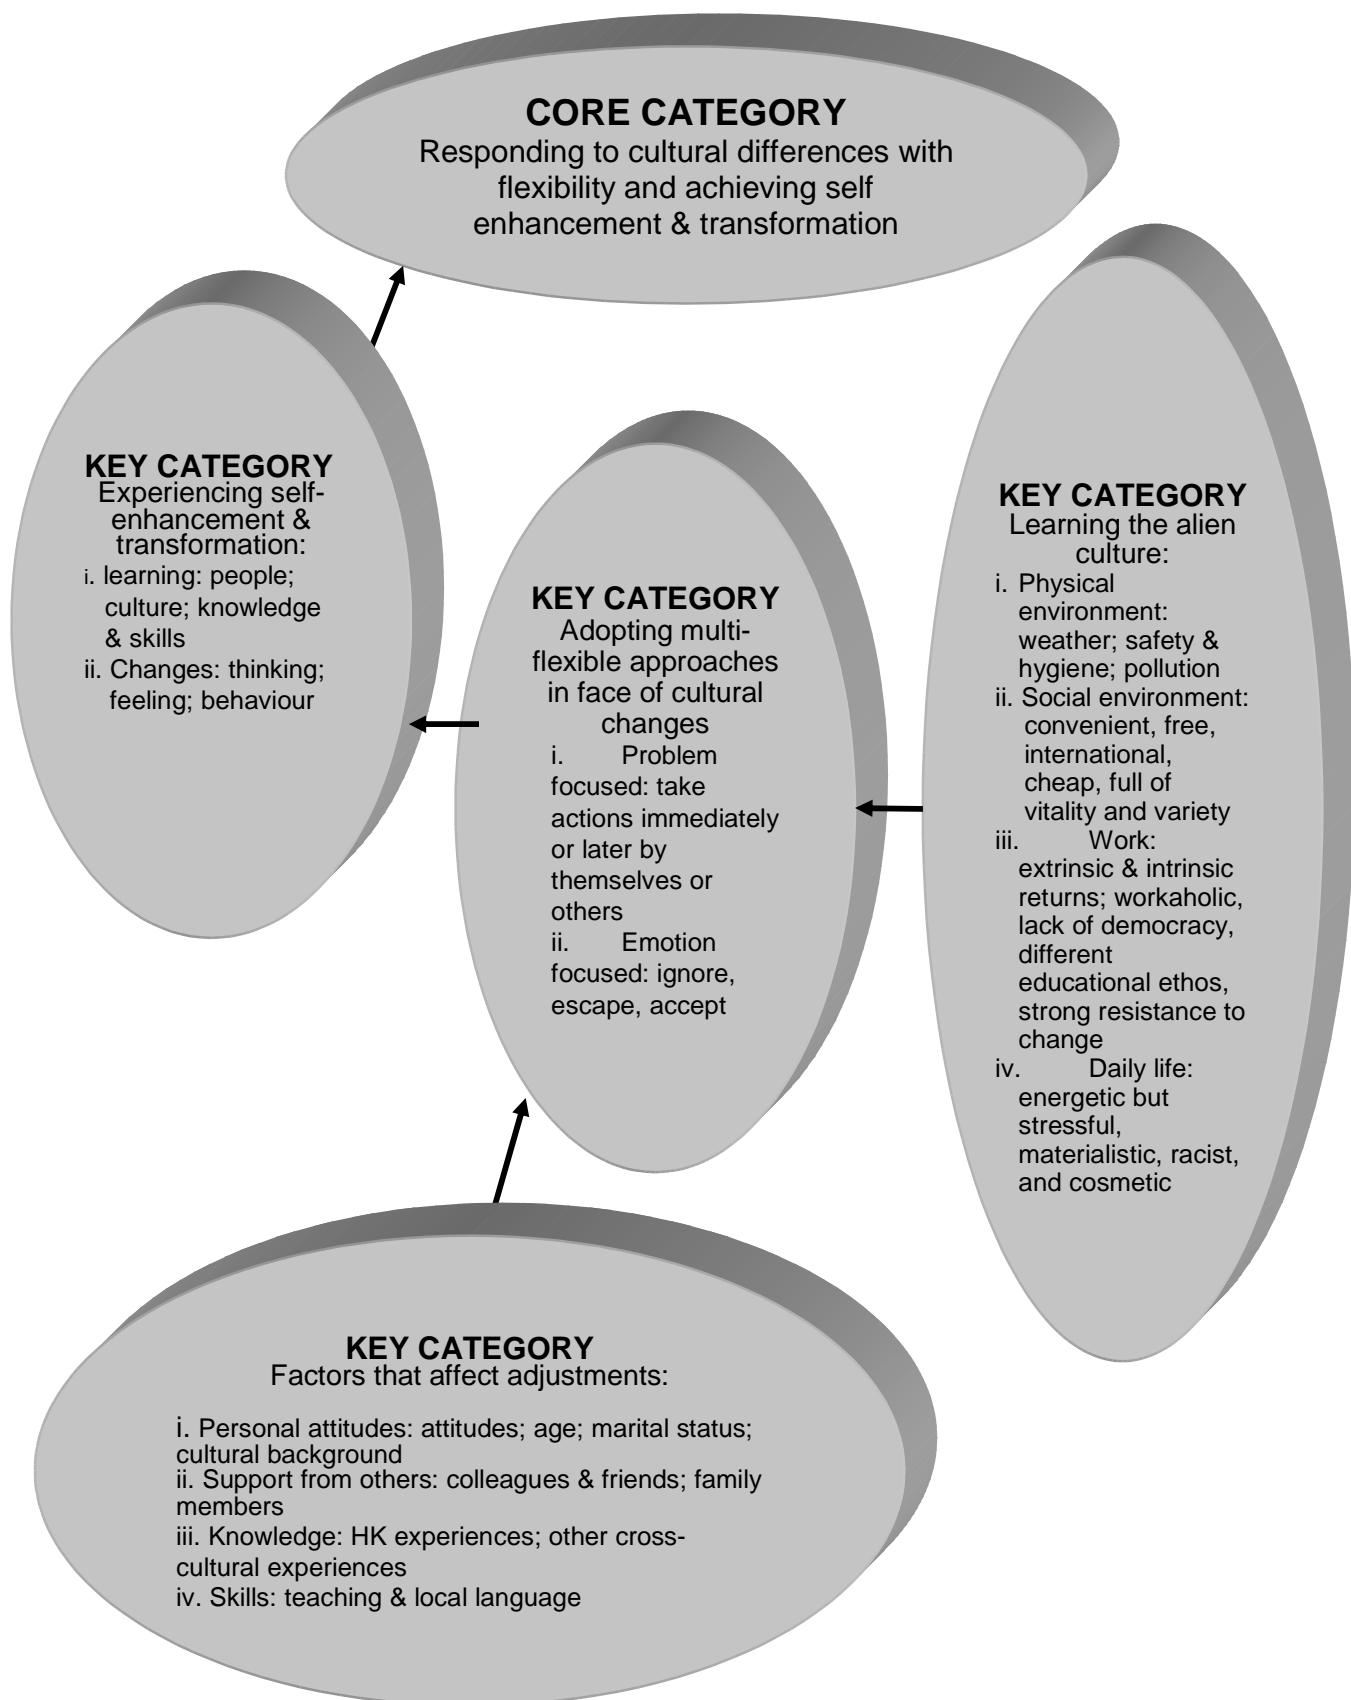 CORE CATEGORY
Responding to cultural differences with
flexibility and achieving self
enhancement & transformation
KEY CATEGORY
Experiencing self-
enhancement &
transformation:
i. learning: people;
culture; knowledge
& skills
ii. Changes: thinking;
feeling; behaviour
KEY CATEGORY
Adopting multi-
flexible approaches
in face of cultural
changes
i. Problem
focused: take
actions immediately
or later by
themselves or
others
ii. Emotion
focused: ignore,
escape, accept
KEY CATEGORY
Learning the alien
culture:
i. Physical
environment:
weather; safety &
hygiene; pollution
ii. Social environment:
convenient, free,
international,
cheap, full of
vitality and variety
iii. Work:
extrinsic & intrinsic
returns; workaholic,
lack of democracy,
different
educational ethos,
strong resistance to
change
iv. Daily life:
energetic but
stressful,
materialistic, racist,
and cosmetic
KEY CATEGORY
Factors that affect adjustments:
i. Personal attitudes: attitudes; age; marital status;
cultural background
ii. Support from others: colleagues & friends; family
members
iii. Knowledge: HK experiences; other cross-
cultural experiences
iv. Skills: teaching & local language